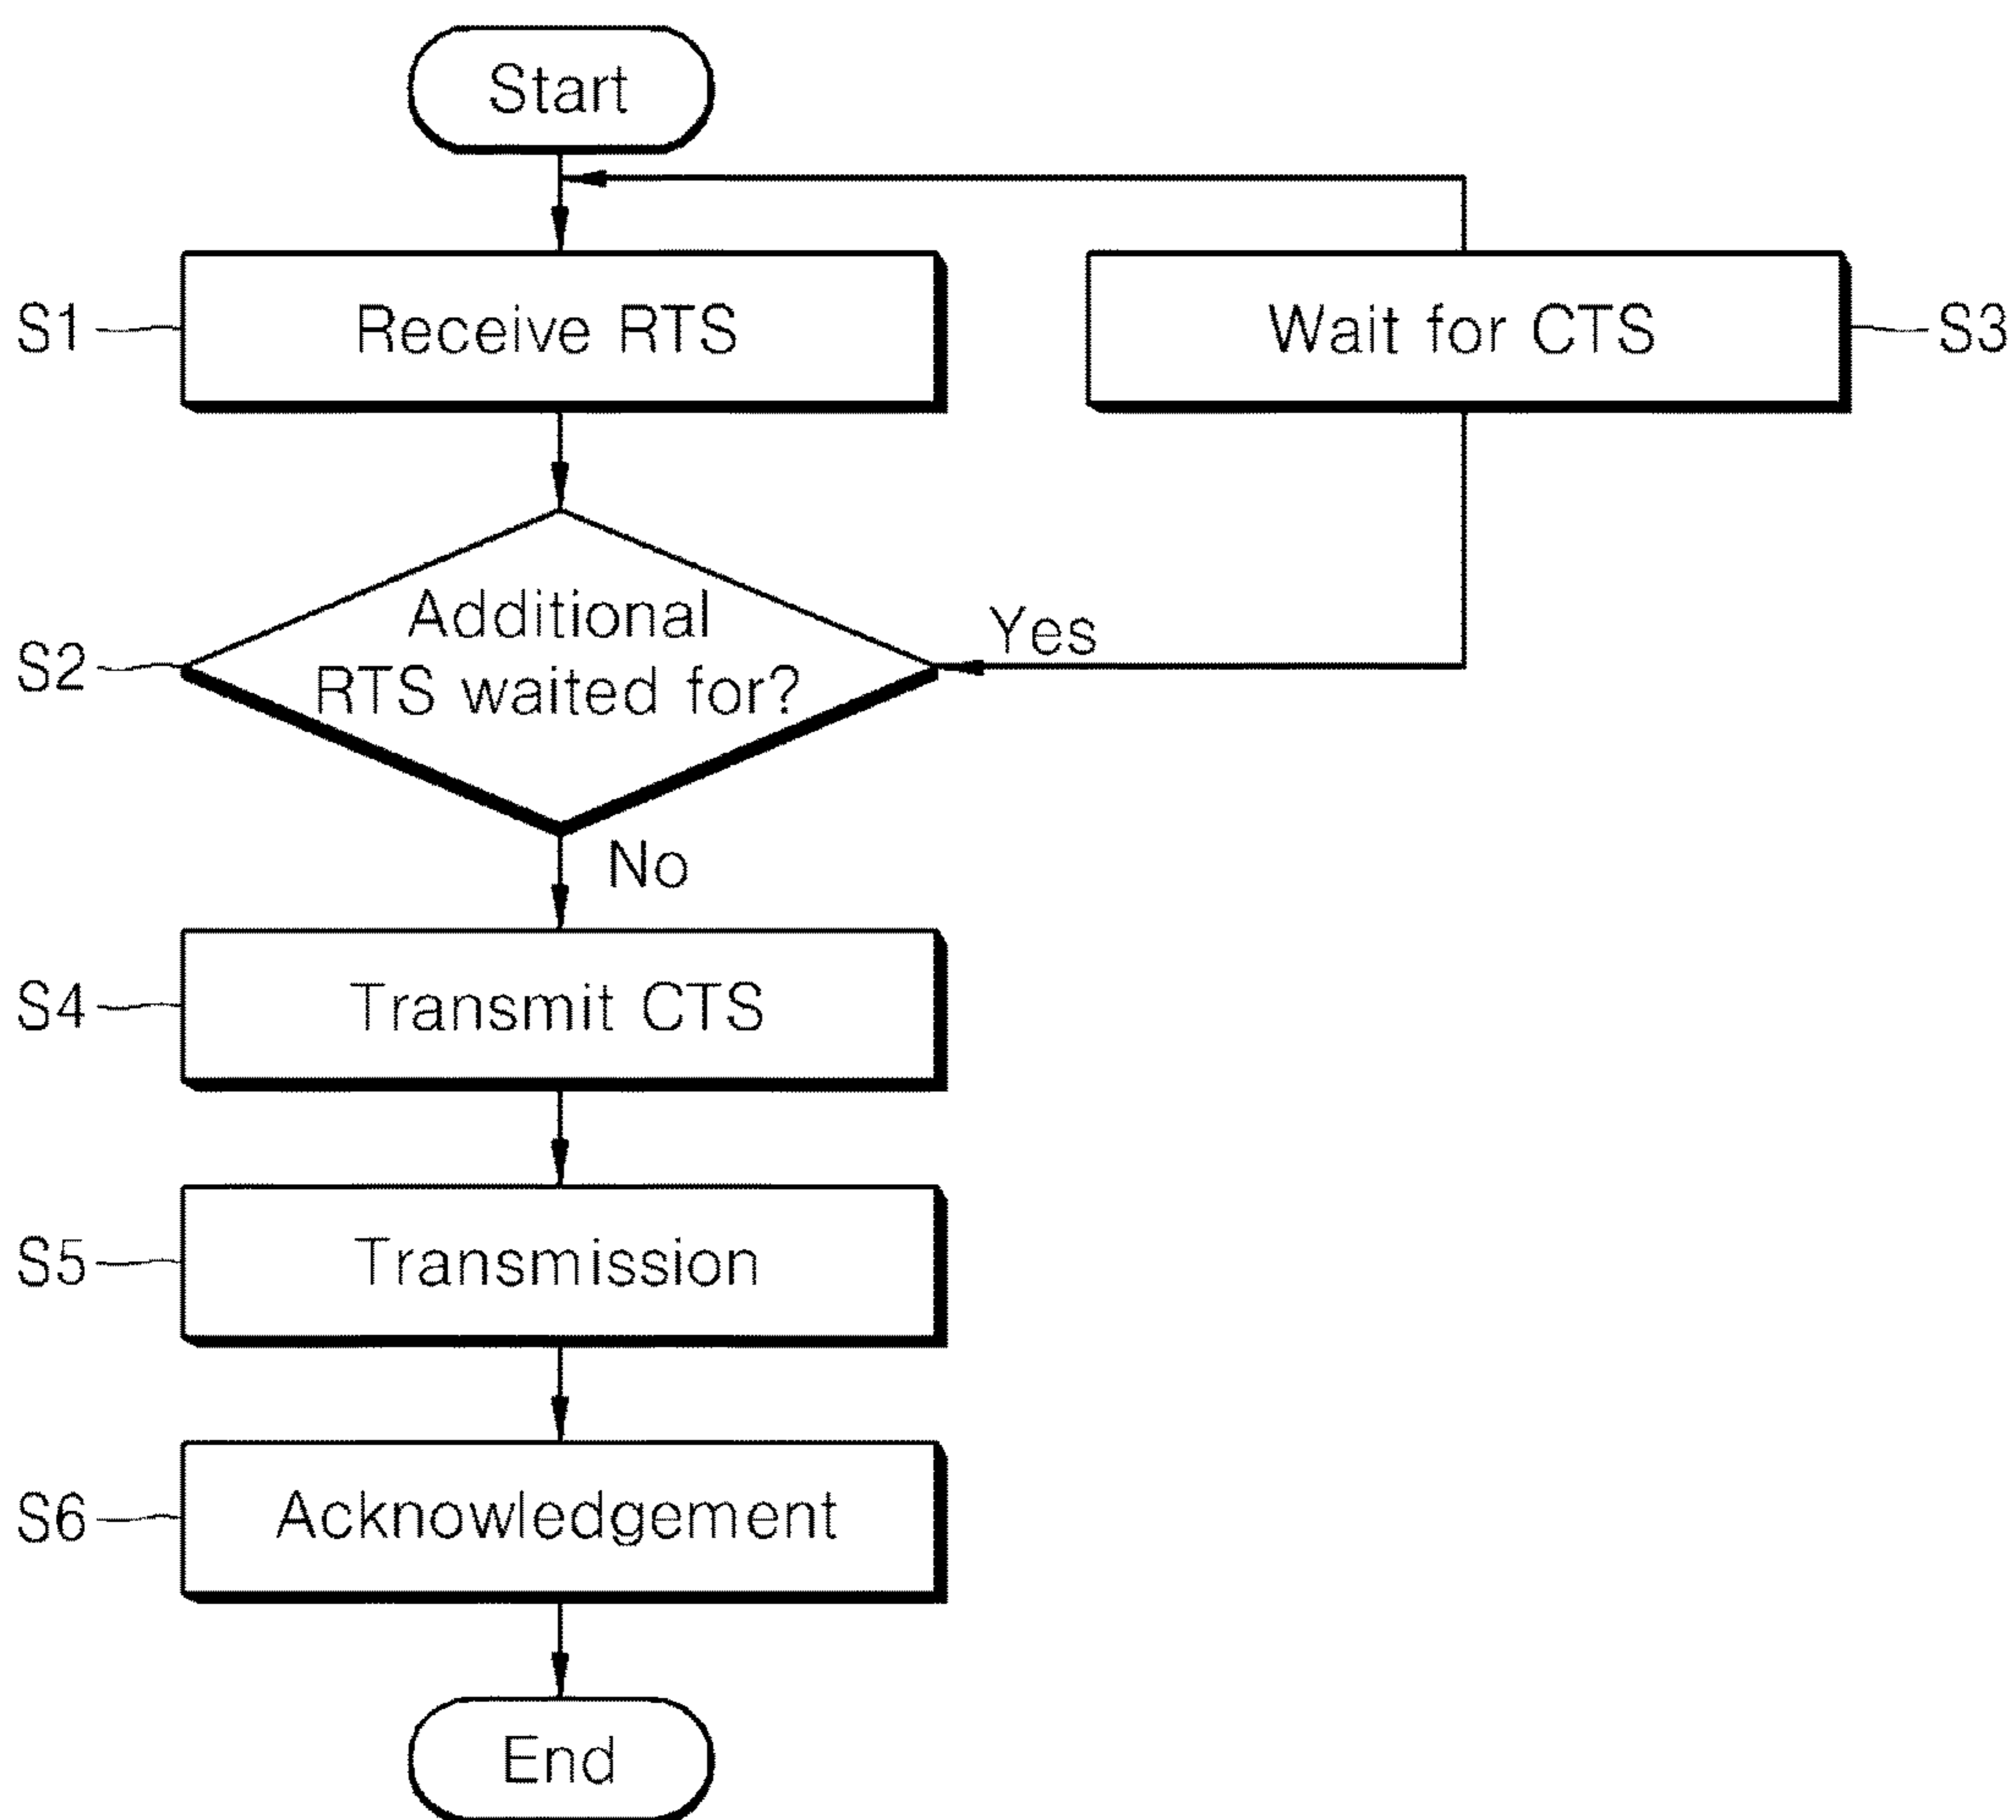 Start
S1
Receive RTS
Wait for CTS
S3
S2
Additional
RTS waited for?
Yes
No
S4
Transmit CTS
S5
Transmission
S6
Acknowledgement
End